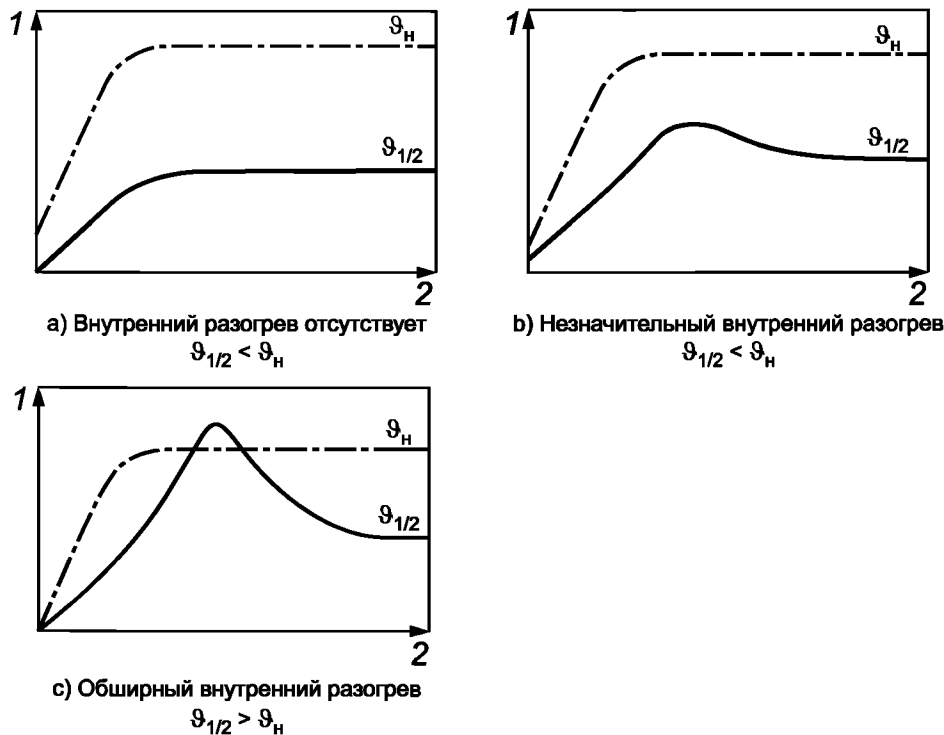 1
ϑн
ϑ1/2
2
а) Внутренний разогрев отсутствует
ϑ1/2 < ϑн
1
ϑн
ϑ1/2
2
b) Незначительный внутренний разогрев
ϑ1/2 < ϑн
1
ϑн
ϑ1/2
2
c) Обширный внутренний разогрев
ϑ1/2 > ϑн